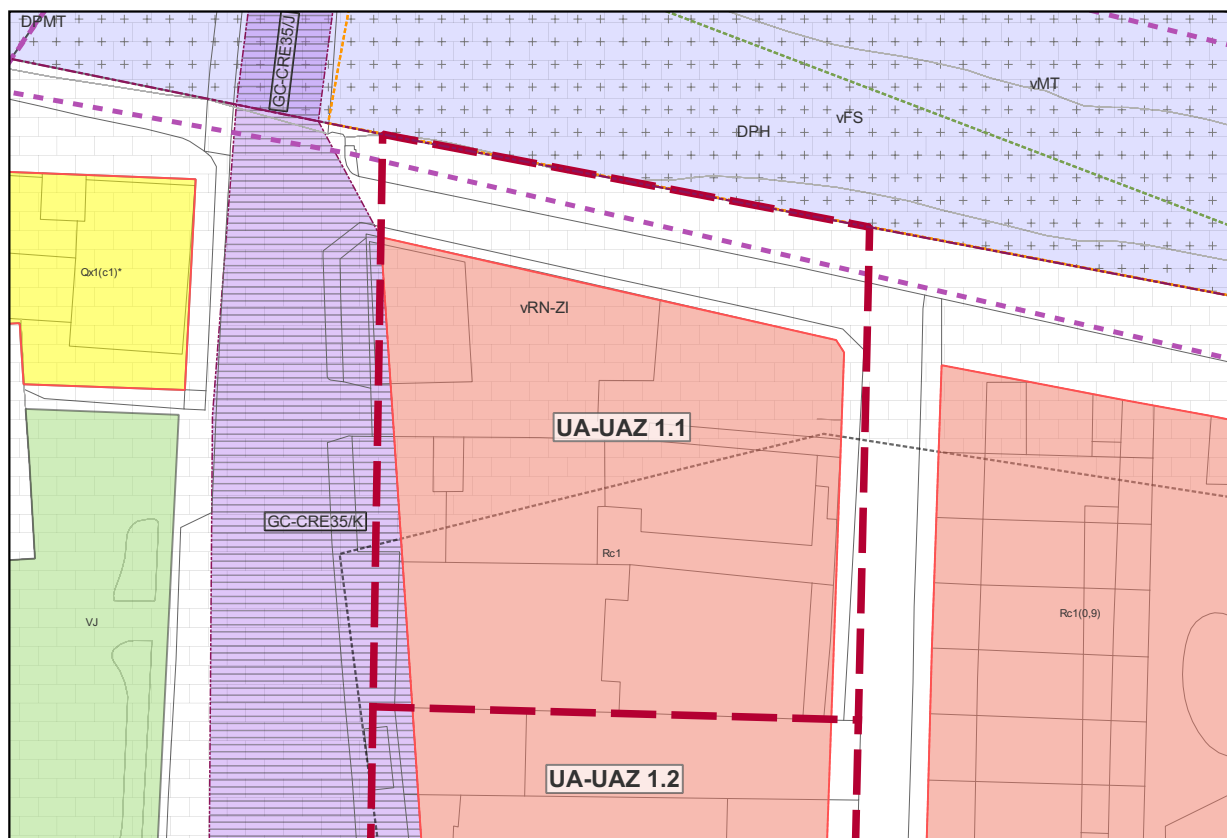 DPMT
GC-CRE35/J
vMT
vFS
DPH
Qx1(c1)*
vRN-ZI
UA-UAZ 1.1
GC-CRE35/K
Rc1
Rc1(0,9)
VJ
UA-UAZ 1.2